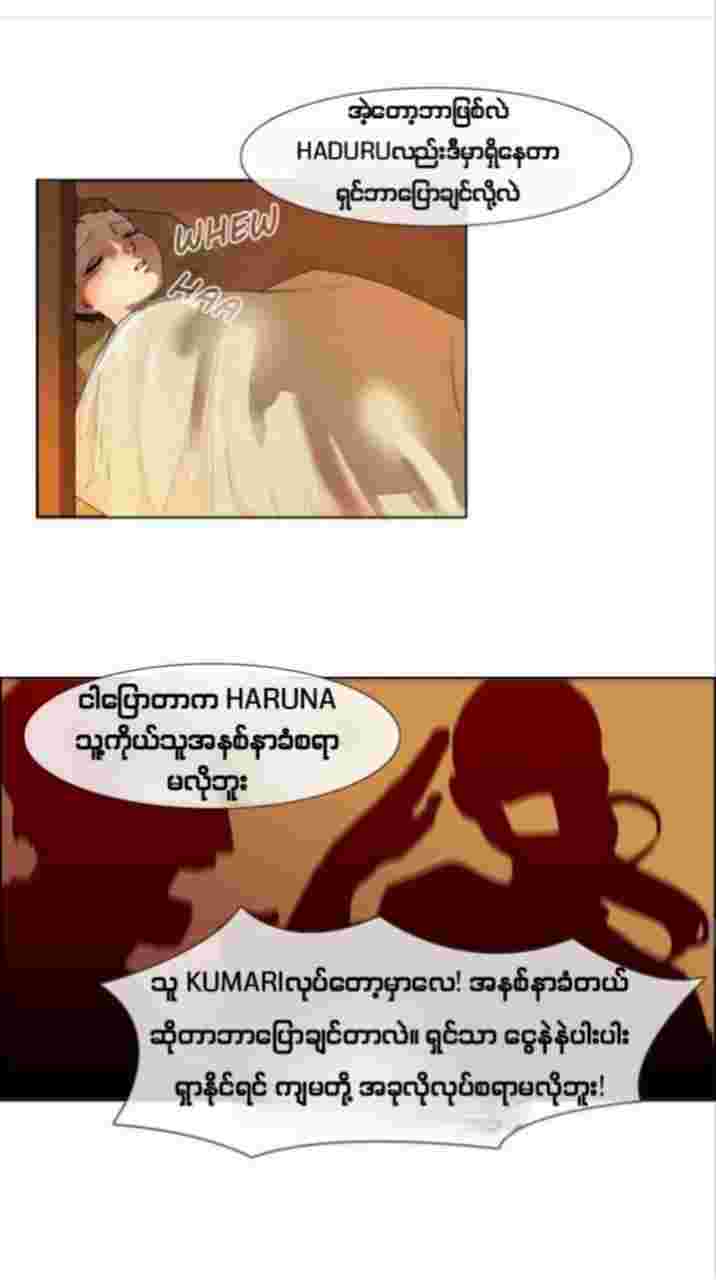 အဲ့တော့ဘာဖြစ်လဲ
HADURUလည်းဒီမှာရှိနေတာ
ရှင်ဘာပြောချင်လို့လဲ
WHEW
HAA
ငါပြောတာက HARUNA
သူ့ကိုယ်သူအနစ်နာခံစရာ
မလိုဘူး
သူ KUMARIလုပ်တော့မှာလေ! အနစ်နာခံတယ်
ဆိုတာဘာပြောချင်တာလဲ။ ရှင်သာ ငွေနဲနဲပါးပါး
ရှာနိုင်ရင် ကျမတို့ အခုလိုလုပ်စရာမလိုဘူး!